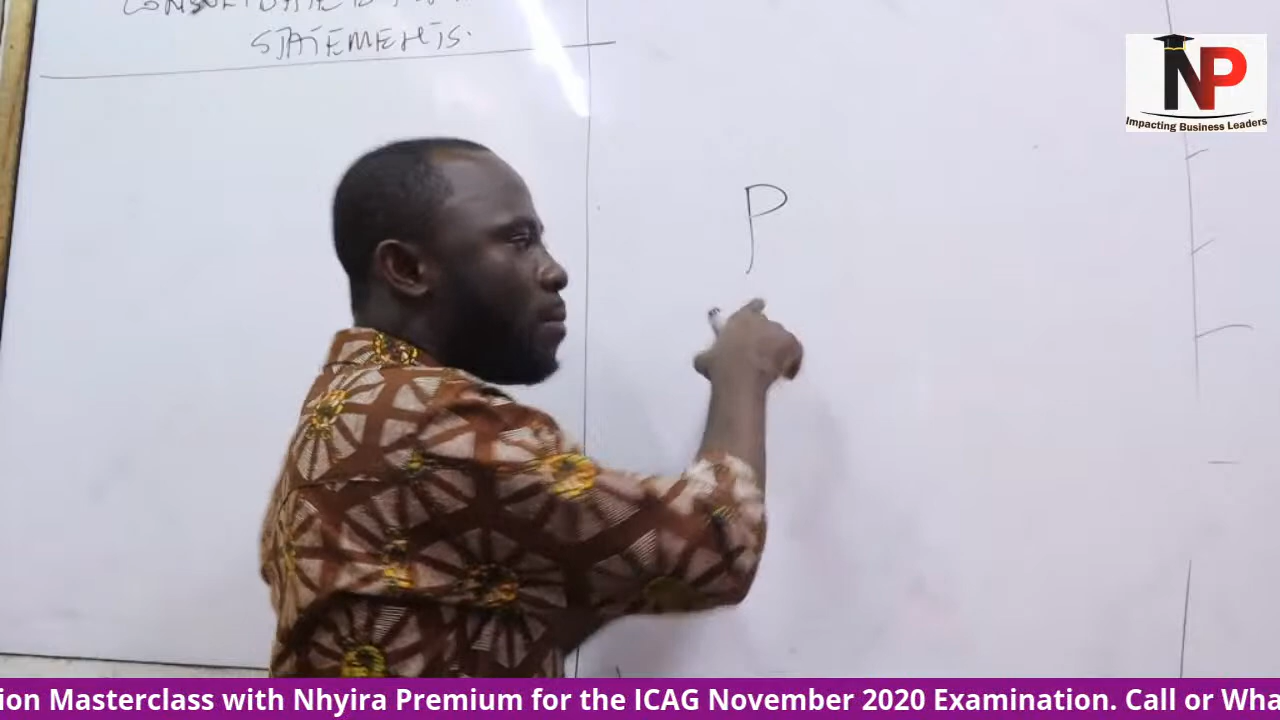 STATEMENTS.
P
NP
Impacting Business Leaders
ion Masterclass with Nhyira Premium for the ICAG November 2020 Examination. Call or Wha